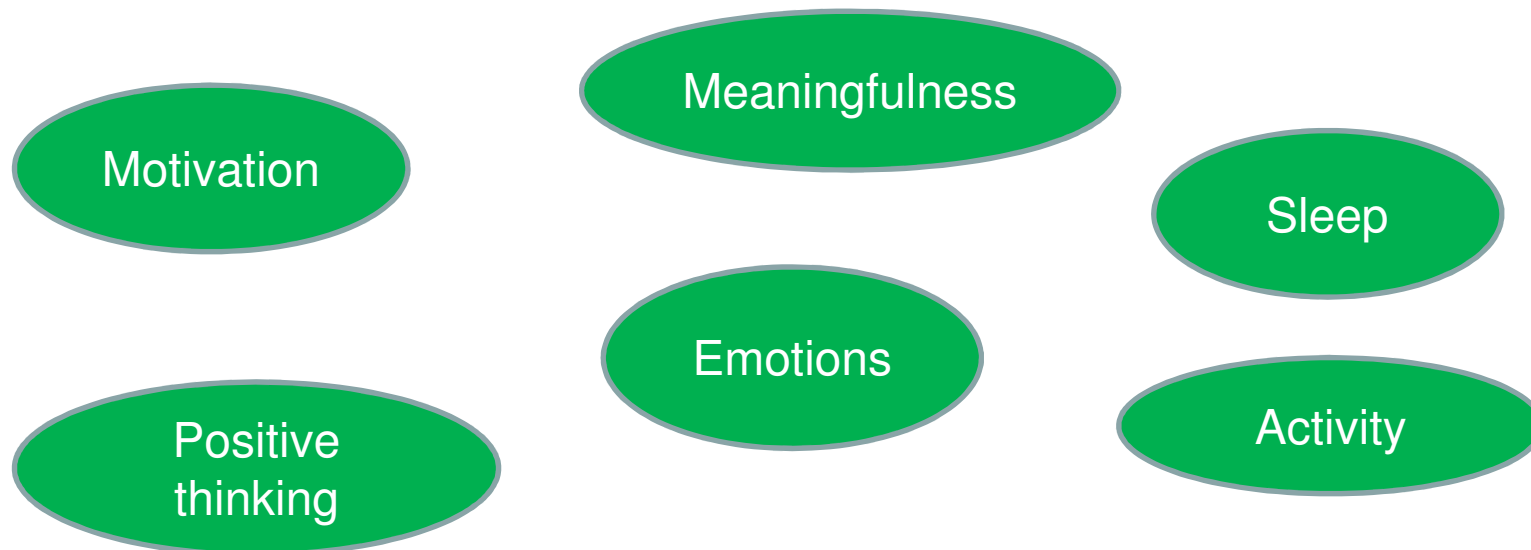 Meaningfulness
Motivation
Sleep
Emotions
Activity
Positive
thinking